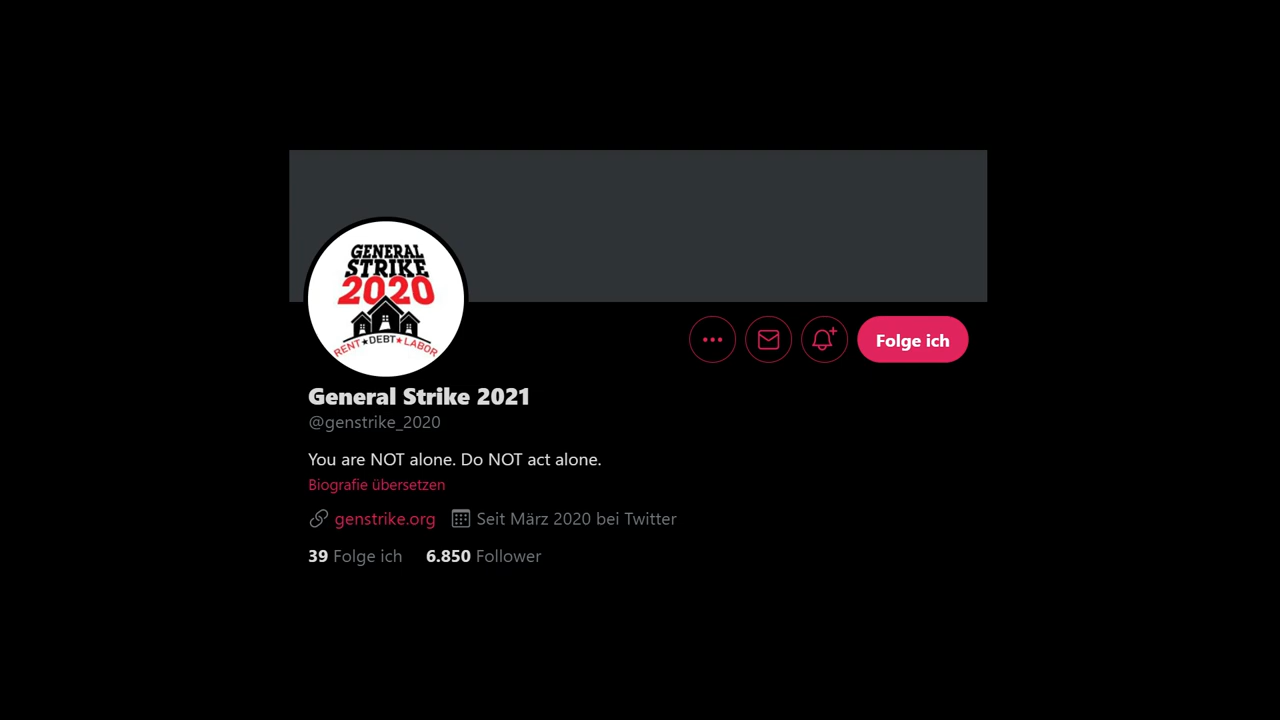 GENERAL
STRIKE
2020
RENT★DEBT★LABOR
Folge ich
General Strike 2021
@genstrike_2020
You are NOT alone. Do NOT act alone.
Biografie übersetzen
genstrike.org Seit März 2020 bei Twitter
39 Folge ich 6.850 Follower